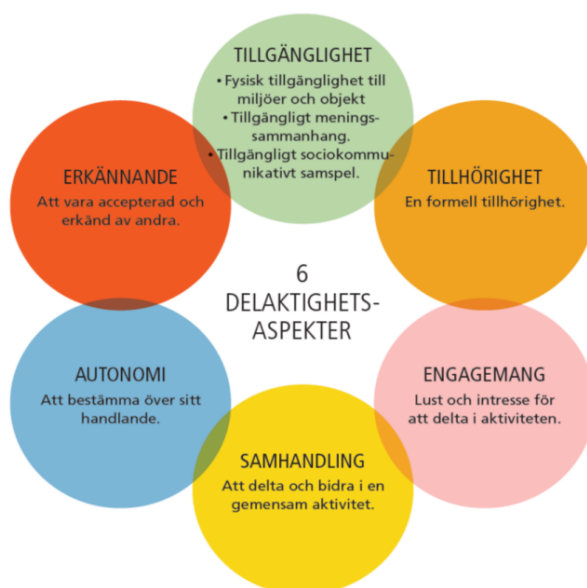 TILLGÄNGLIGHET
• Fysisk tillgänglighet till
miljöer och objekt
• Tillgängligt menings-
sammanhang.
• Tillgängligt sociokommu-
nikativt samspel.
ERKÄNNANDE
Att vara accepterad och
erkänd av andra.
TILLHÖRIGHET
En formell tillhörighet.
6
DELAKTIGHETS-
ASPEKTER
AUTONOMI
Att bestämma över sitt
handlande.
ENGAGEMANG
Lust och intresse för
att delta i aktiviteten.
SAMHANDLING
Att delta och bidra i en
gemensam aktivitet.